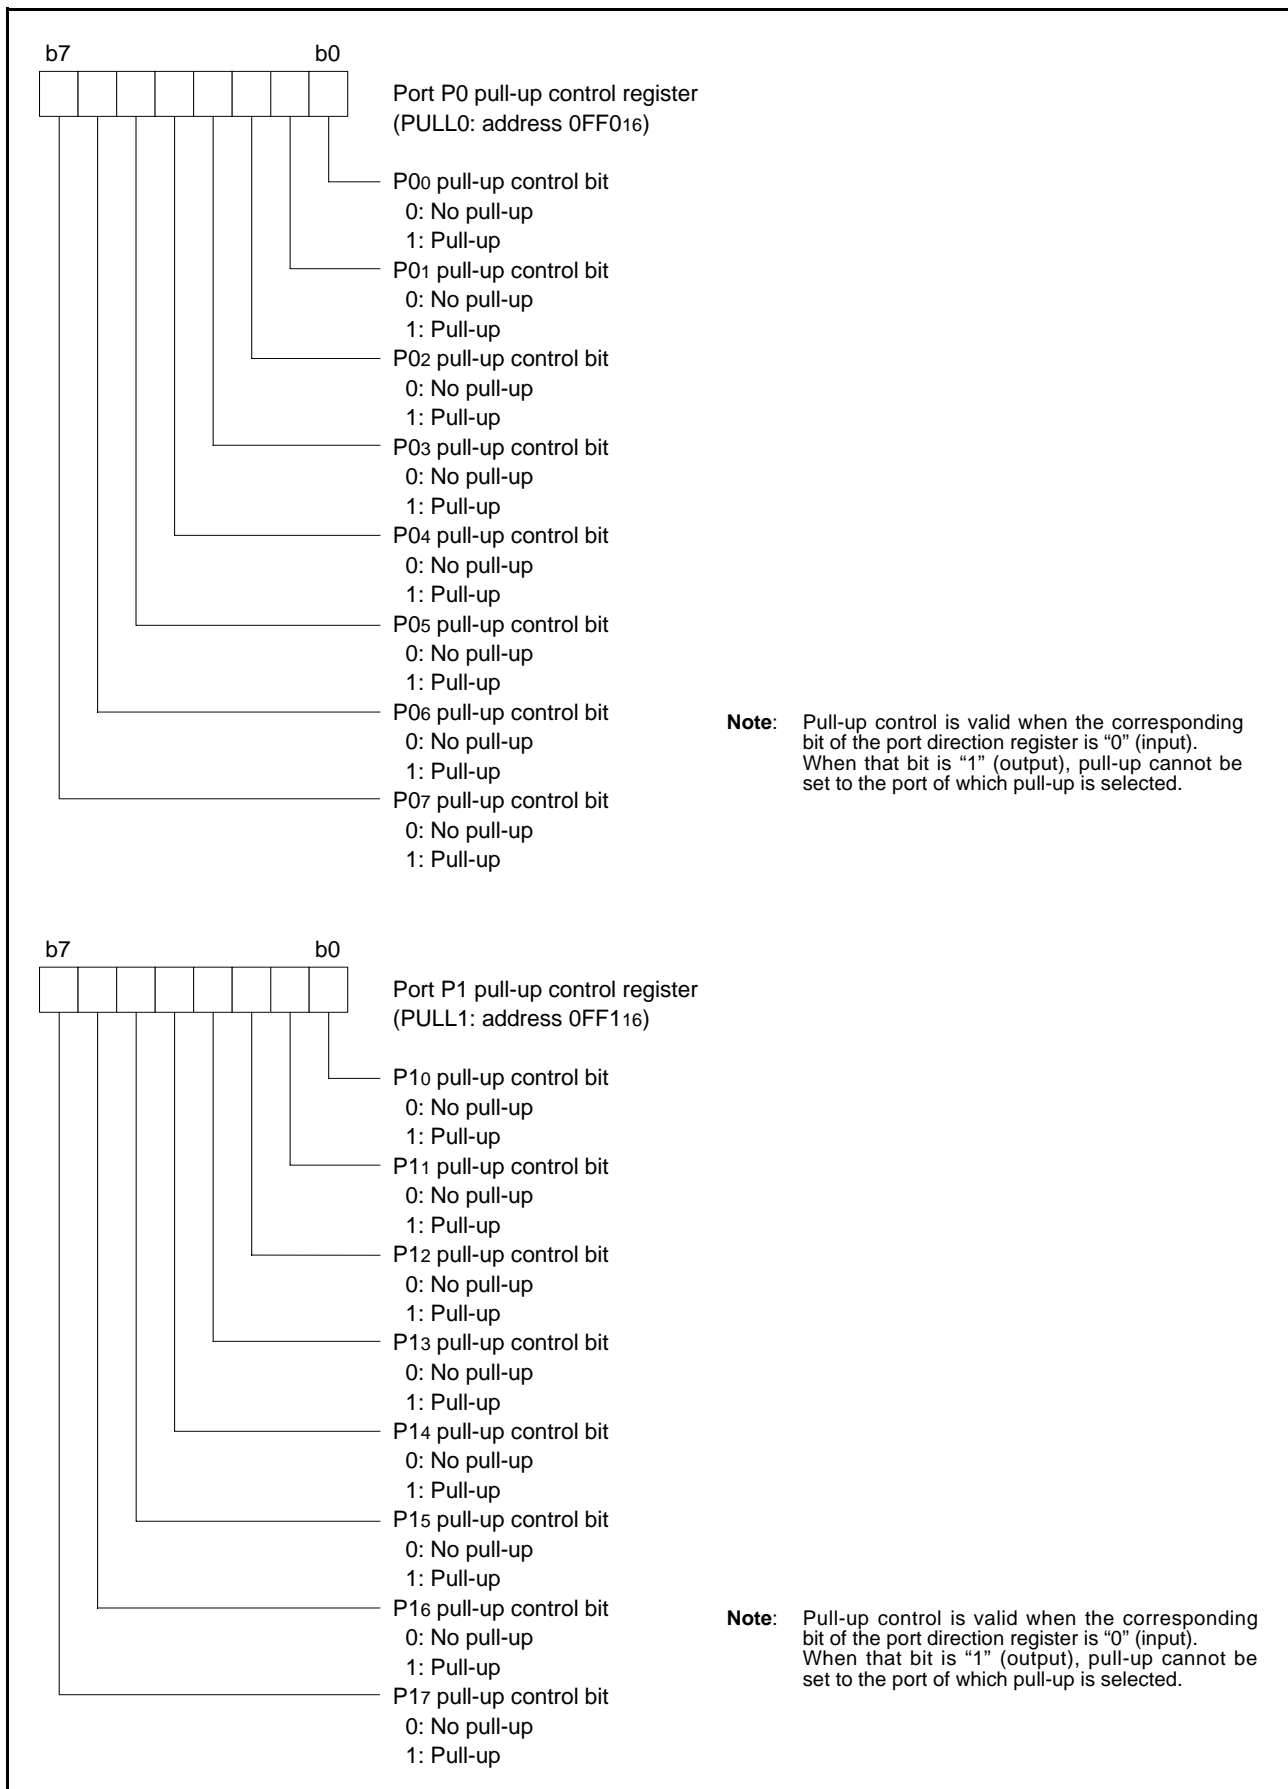 b7 b0
Port P0 pull-up control register
(PULL0: address 0FF016)
P00 pull-up control bit
0: No pull-up
1: Pull-up
P01 pull-up control bit
0: No pull-up
1: Pull-up
P02 pull-up control bit
0: No pull-up
1: Pull-up
P03 pull-up control bit
0: No pull-up
1: Pull-up
P04 pull-up control bit
0: No pull-up
1: Pull-up
P05 pull-up control bit
0: No pull-up
1: Pull-up
P06 pull-up control bit
0: No pull-up
1: Pull-up
P07 pull-up control bit
0: No pull-up
1: Pull-up
Note: Pull-up control is valid when the corresponding
bit of the port direction register is “0” (input).
When that bit is “1” (output), pull-up cannot be
set to the port of which pull-up is selected.
b7 b0
Port P1 pull-up control register
(PULL1: address 0FF116)
P10 pull-up control bit
0: No pull-up
1: Pull-up
P11 pull-up control bit
0: No pull-up
1: Pull-up
P12 pull-up control bit
0: No pull-up
1: Pull-up
P13 pull-up control bit
0: No pull-up
1: Pull-up
P14 pull-up control bit
0: No pull-up
1: Pull-up
P15 pull-up control bit
0: No pull-up
1: Pull-up
P16 pull-up control bit
0: No pull-up
1: Pull-up
P17 pull-up control bit
0: No pull-up
1: Pull-up
Note: Pull-up control is valid when the corresponding
bit of the port direction register is “0” (input).
When that bit is “1” (output), pull-up cannot be
set to the port of which pull-up is selected.